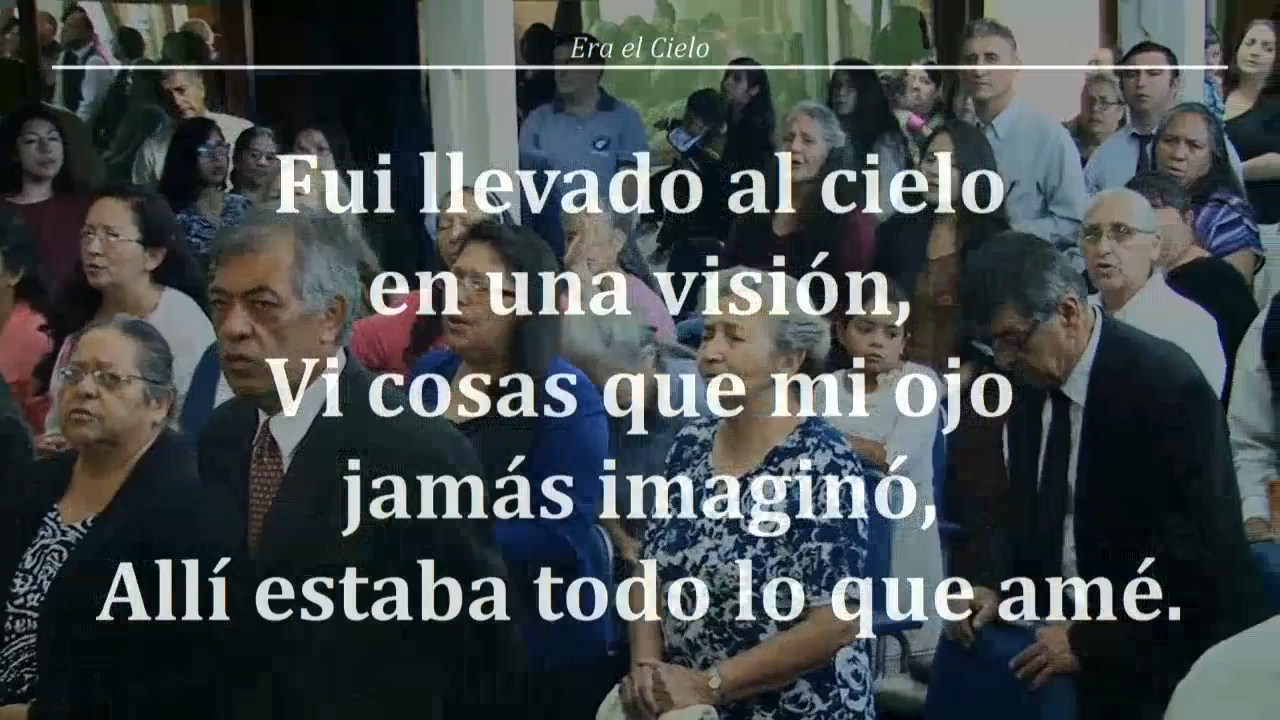 Era el Cielo
Fui llevado al cielo
en una visión,
Vi cosas que mi ojo
jamás imaginó,
Allí estaba todo lo que amé.